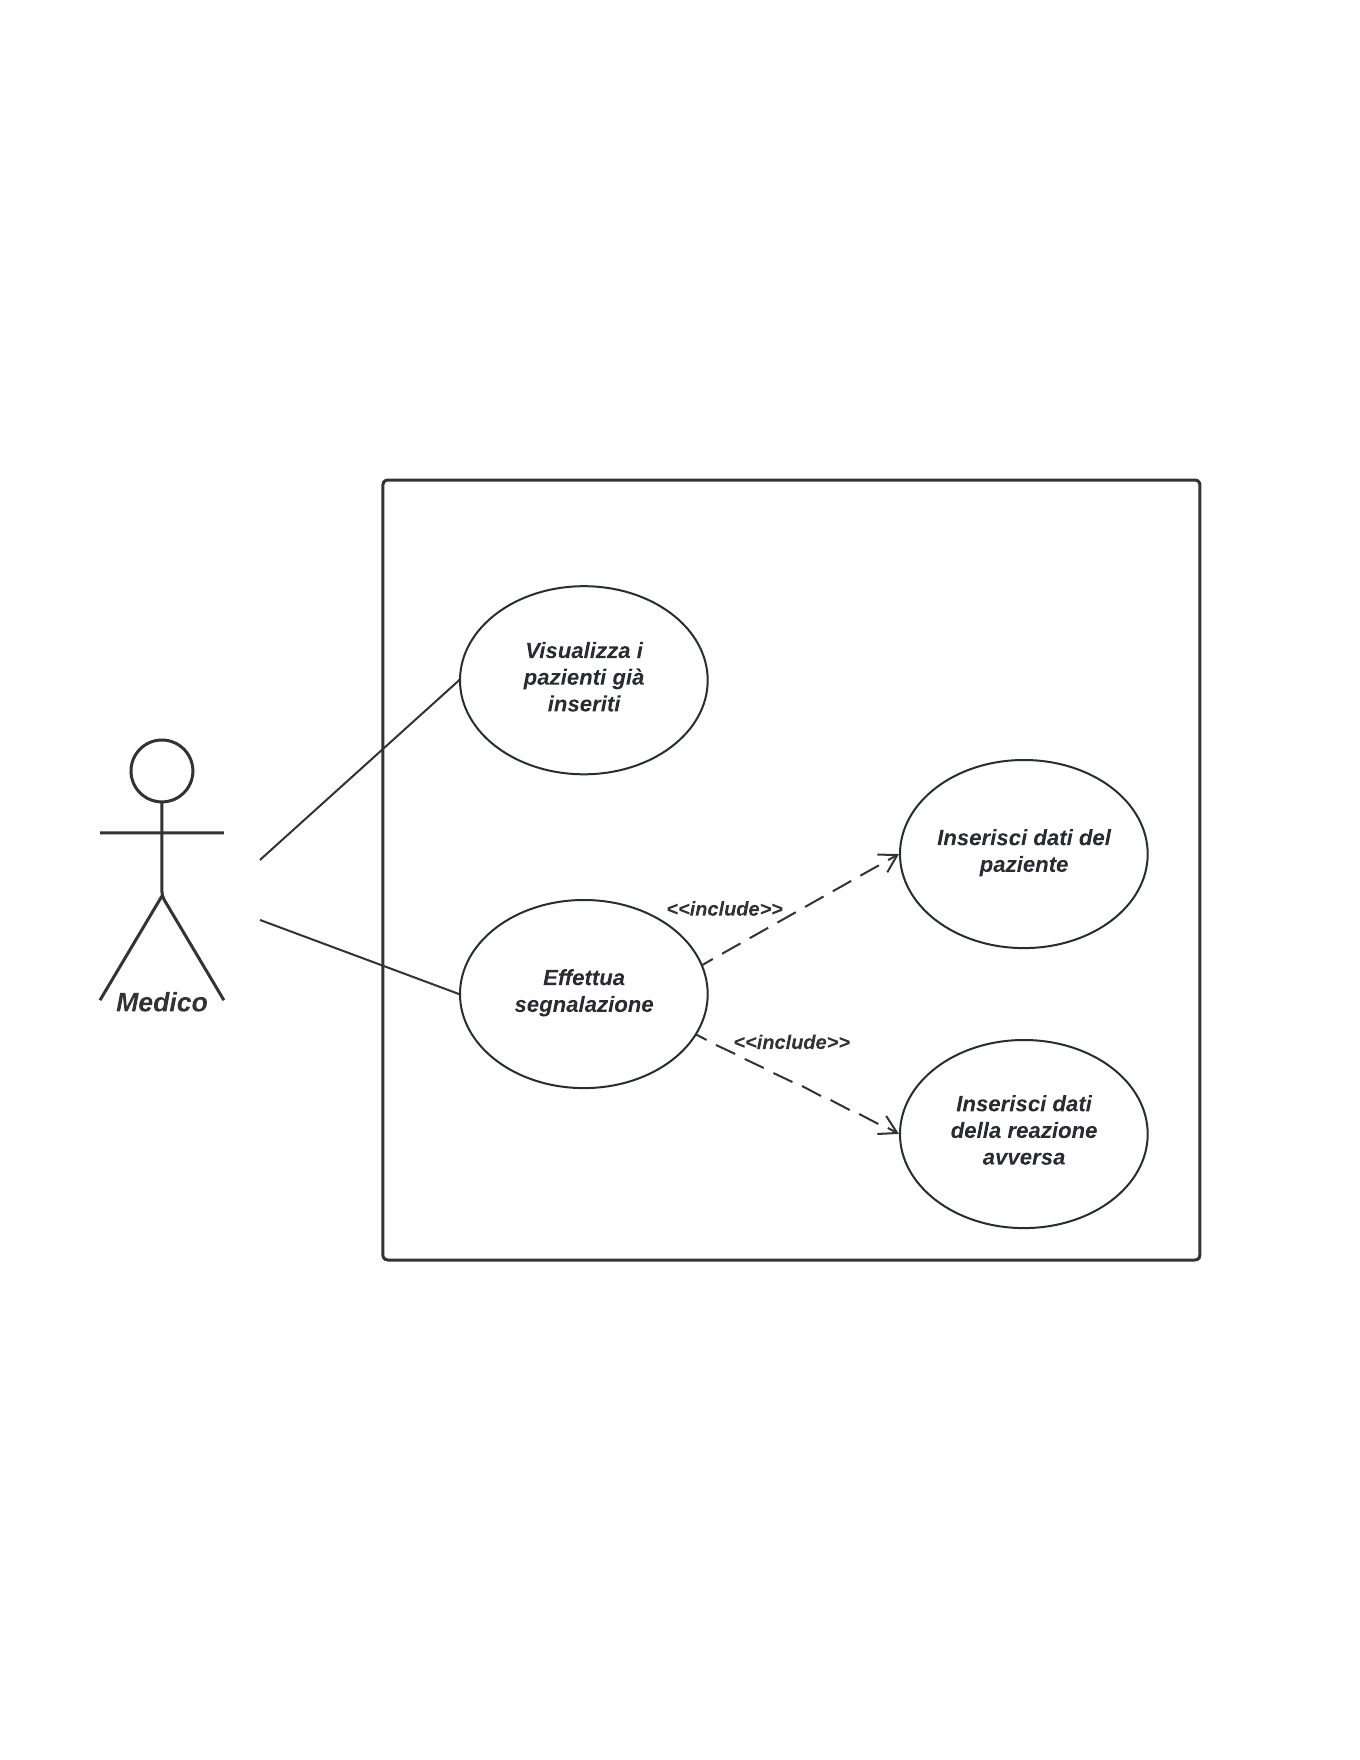 Visualizza i
pazienti già
inseriti
Inserisci dati del
paziente
<<include>>
Effettua
segnalazione
Medico
<<include>>
Inserisci dati
della reazione
avversa